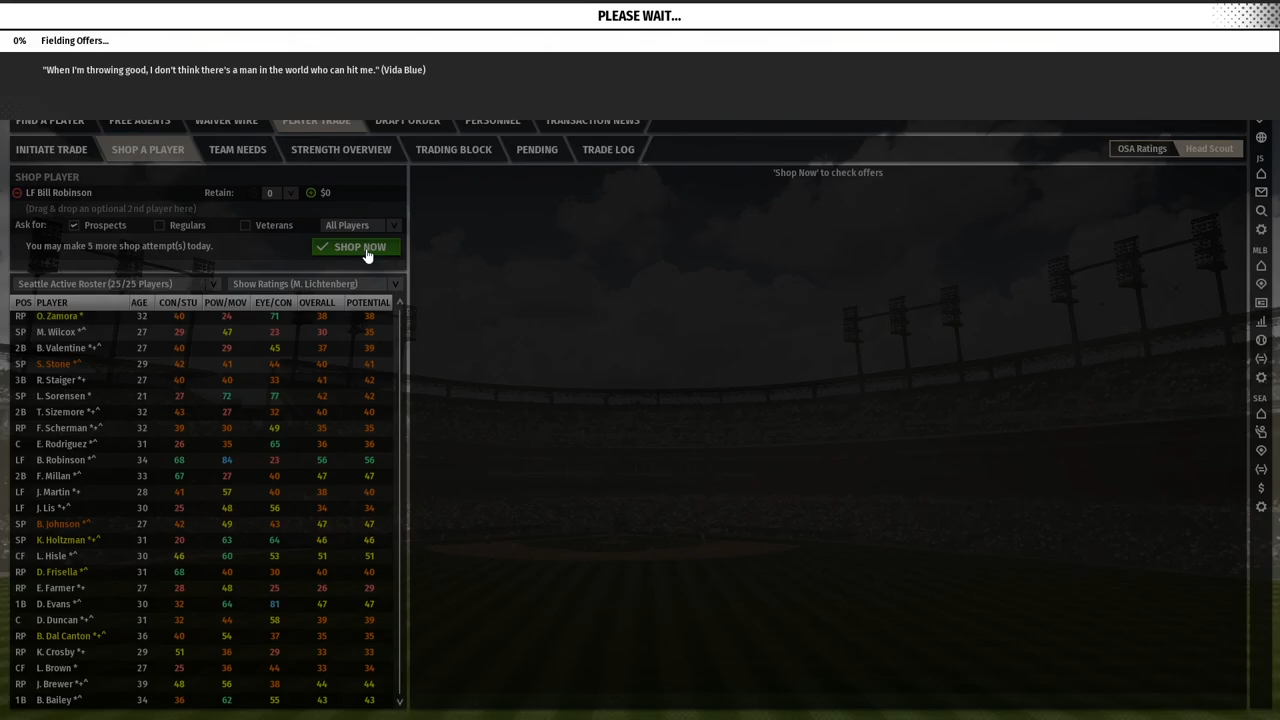 PLEASE WAIT...
0% Fielding Offers...
"When I'm throwing good, I don't think there's a man in the world who can hit me." (Vida Blue)
FIND A PLAYER FREE AGENTS WAIVER WIRE PLAYER TRADE DRAFT ORDER PERSONNEL TRANSACTION NEWS
INITIATE TRADE SHOP A PLAYER TEAM NEEDS STRENGTH OVERVIEW TRADING BLOCK PENDING TRADE LOG OSA Ratings Head Scout
SHOP PLAYER
'Shop Now' to check offers
LF Bill Robinson Retain: 0 $0
(Drag & drop an optional 2nd player here)
Ask for: Prospects Regulars Veterans All Players
You may make 5 more shop attempt(s) today. SHOP NOW
Seattle Active Roster (25/25 Players) Show Ratings (M. Lichtenberg)
POS PLAYER AGE CON/STU POW/MOV EYE/CON OVERALL POTENTIAL
RP O. Zamora * 32 40 24 71 38 38
SP M. Wilcox *^ 27 29 47 23 30 35
2B B. Valentine *+^ 27 40 29 45 37 39
SP S. Stone *^ 29 42 41 44 40 41
3B R. Staiger *+ 27 40 40 33 41 42
SP L. Sorensen * 21 27 72 77 42 42
2B T. Sizemore *+^ 32 43 27 32 40 40
RP F. Scherman *+^ 32 39 30 49 35 35
C E. Rodriguez *^ 31 26 35 65 36 36
LF B. Robinson *^ 34 68 84 23 56 56
2B F. Millan *^ 33 67 27 40 47 47
LF J. Martin *+ 28 41 57 40 38 40
LF J. Lis *+^ 30 25 48 56 34 34
SP B. Johnson *^ 27 42 49 43 47 47
SP K. Holtzman *+^ 31 20 63 64 46 46
CF L. Hisle *^ 30 46 60 53 51 51
RP D. Frisella *^ 31 68 40 30 40 40
RP E. Farmer *+ 27 28 48 25 26 29
1B D. Evans *^ 30 32 64 81 47 47
C D. Duncan *^ 31 32 44 58 39 39
RP B. Dal Canton *+^ 36 40 54 37 35 35
RP K. Crosby *+ 29 51 36 29 33 33
CF L. Brown * 27 25 36 44 33 34
RP J. Brewer *+^ 39 48 56 38 44 44
1B B. Bailey *^ 34 36 62 55 43 43
JS
MLB
SEA
$